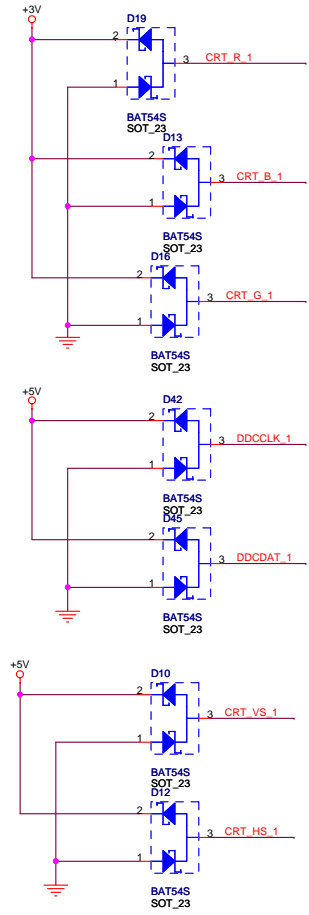 +3V
D19
2
3
CRT_R_1
1
BAT54S
SOT_23
D13
2
3
CRT_B_1
1
BAT54S
SOT_23
D16
2
3
CRT_G_1
1
BAT54S
SOT_23
+5V
D42
2
3
DDCCLK_1
1
BAT54S
SOT_23
D45
2
3
DDCDAT_1
1
BAT54S
SOT_23
+5V
D10
2
3
CRT_VS_1
1
BAT54S
SOT_23
D12
2
3
CRT_HS_1
1
BAT54S
SOT_23